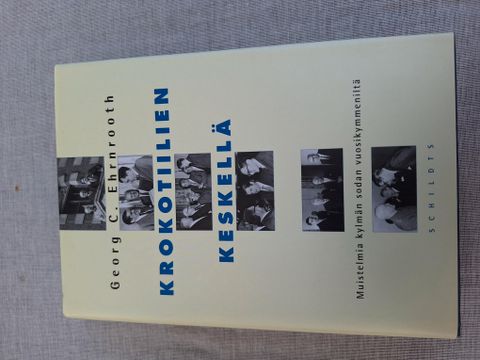 Georg C. Ehrnrooth
KROKOTIILIEN
KESKELLÄ
Muistelmia kylmän sodan vuosikymmeniltä
SCHILDTS